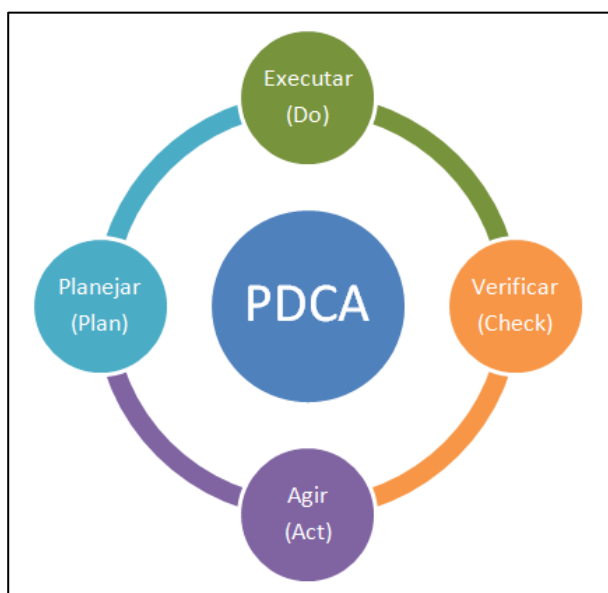 Executar
(Do)
Planejar
(Plan)
PDCA
Verificar
(Check)
Agir
(Act)